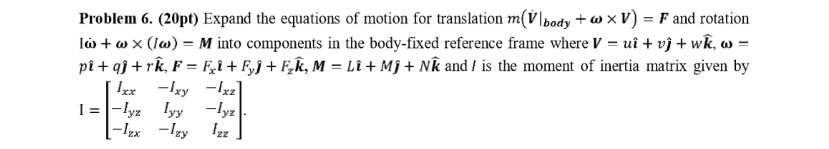 Problem 6. (20pt) Expand the equations of motion for translation m(V̇|body + ω × V) = F and rotation
Iω̇ + ω × (Iω) = M into components in the body-fixed reference frame where V = uî + vĵ + wk̂, ω =
pî + qĵ + rk̂, F = Fxî + Fyĵ + Fzk̂, M = Lî + Mĵ + Nk̂ and I is the moment of inertia matrix given by
Ixx −Ixy −Ixz
I = −Iyz Iyy −Iyz .
−Izx −Izy Izz